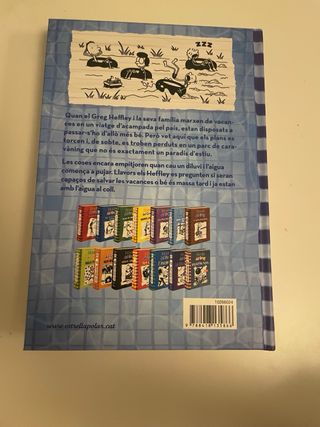 ZZZ
Quan el Greg Heffley i la seva família marxen de vacan-
ces en un viatge d'acampada pel país, estan disposats a
passar-s'ho d'allò més bé. Però vet aquí que els plans es
torcen i, de sobte, es troben perduts en un parc de cara-
vàning que no és exactament un paradís d'estiu.
Les coses encara empitjoren quan cau un diluvi i l'aigua
comença a pujar. Llavors els Heffley es pregunten si seran
capaços de salvar les vacances o bé és massa tard i ja estan
amb l'aigua al coll.
10266024
www.estrellapolar.cat